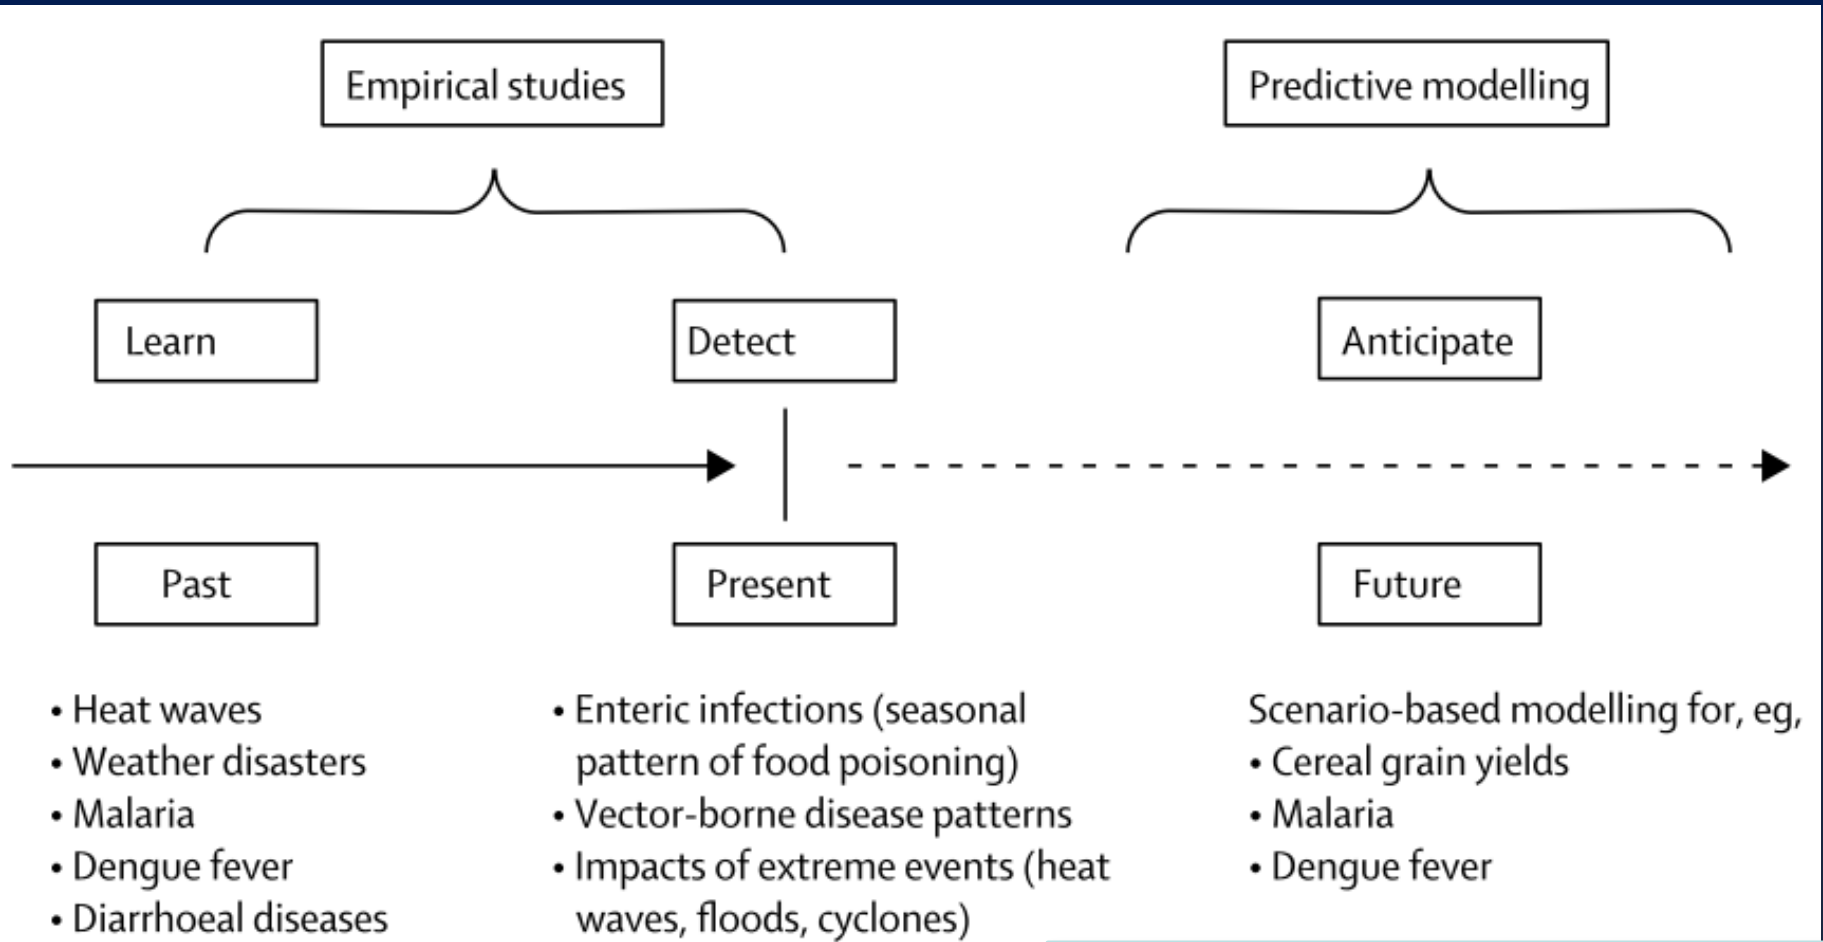 Empirical studies
Predictive modelling
Learn
Detect
Anticipate
Past
Present
Future
• Heat waves
• Weather disasters
• Malaria
• Dengue fever
• Diarrhoeal diseases
• Enteric infections (seasonal
pattern of food poisoning)
• Vector-borne disease patterns
• Impacts of extreme events (heat
waves, floods, cyclones)
Scenario-based modelling for, eg,
• Cereal grain yields
• Malaria
• Dengue fever